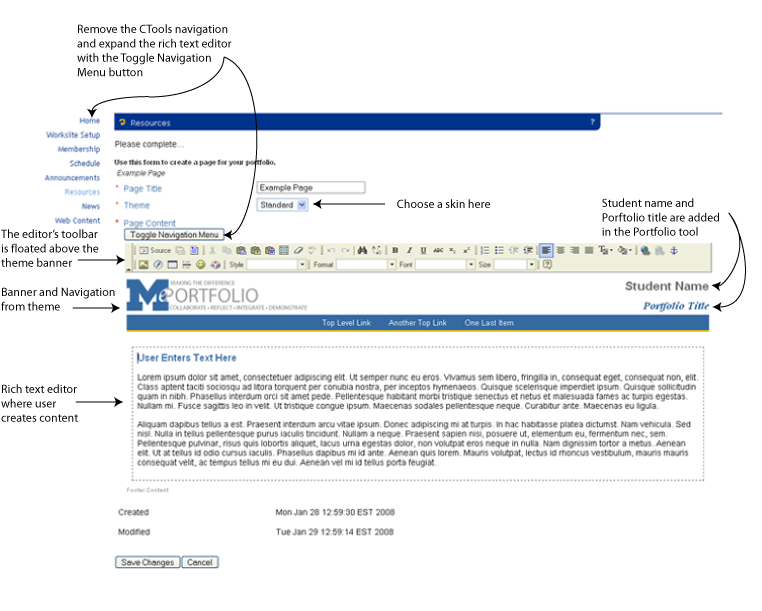 Remove the CTools navigation
and expand the rich text editor
with the Toggle Navigation
Menu button
Home
Worksite Setup
Membership
Schedule
Announcements
Resources
News
Web Content
Resources
?
Please complete...
Use this form to create a page for your portfolio.
Example Page
* Page Title
Example Page
* Theme
Standard
Choose a skin here
* Page Content
Toggle Navigation Menu
Student name and
Porftolio title are added
in the Portfolio tool
The editor's toolbar
is floated above the
theme banner
Source
B I U ABC x₂ x²
Style
Format
Font
Size
Banner and Navigation
from theme
MAKING THE DIFFERENCE
MePORTFOLIO
COLLABORATE • REFLECT • INTEGRATE • DEMONSTRATE
Student Name
Portfolio Title
Top Level Link Another Top Link One Last Item
Rich text editor
where user
creates content
User Enters Text Here
Lorem ipsum dolor sit amet, consectetuer adipiscing elit. Ut semper nunc eu eros. Vivamus sem libero, fringilla in, consequat eget, consequat non, elit.
Class aptent taciti sociosqu ad litora torquent per conubia nostra, per inceptos hymenaeos. Quisque scelerisque imperdiet ipsum. Quisque sollicitudin
quam in nibh. Phasellus interdum orci sit amet pede. Pellentesque habitant morbi tristique senectus et netus et malesuada fames ac turpis egestas.
Nullam mi. Fusce sagittis leo in velit. Ut tristique congue ipsum. Maecenas sodales pellentesque neque. Curabitur ante. Maecenas eu ligula.
Aliquam dapibus tellus a est. Praesent interdum arcu vitae ipsum. Donec adipiscing mi at turpis. In hac habitasse platea dictumst. Nam vehicula. Sed
nisl. Nulla in tellus pellentesque purus iaculis tincidunt. Nullam a neque. Praesent sapien nisi, posuere ut, elementum eu, fermentum nec, sem.
Pellentesque pulvinar, risus quis lobortis aliquet, lacus urna egestas dolor, non volutpat eros neque in nulla. Nam dignissim tortor a metus. Aenean
elit. Ut at tellus id odio cursus iaculis. Phasellus dapibus mi id ante. Aenean quis lorem. Mauris volutpat, lectus id rhoncus vestibulum, mauris mauris
consequat velit, ac tempus tellus mi eu dui. Aenean vel mi id tellus porta feugiat.
Footer Content
Created
Mon Jan 28 12:59:30 EST 2008
Modified
Tue Jan 29 12:59:14 EST 2008
Save Changes
Cancel